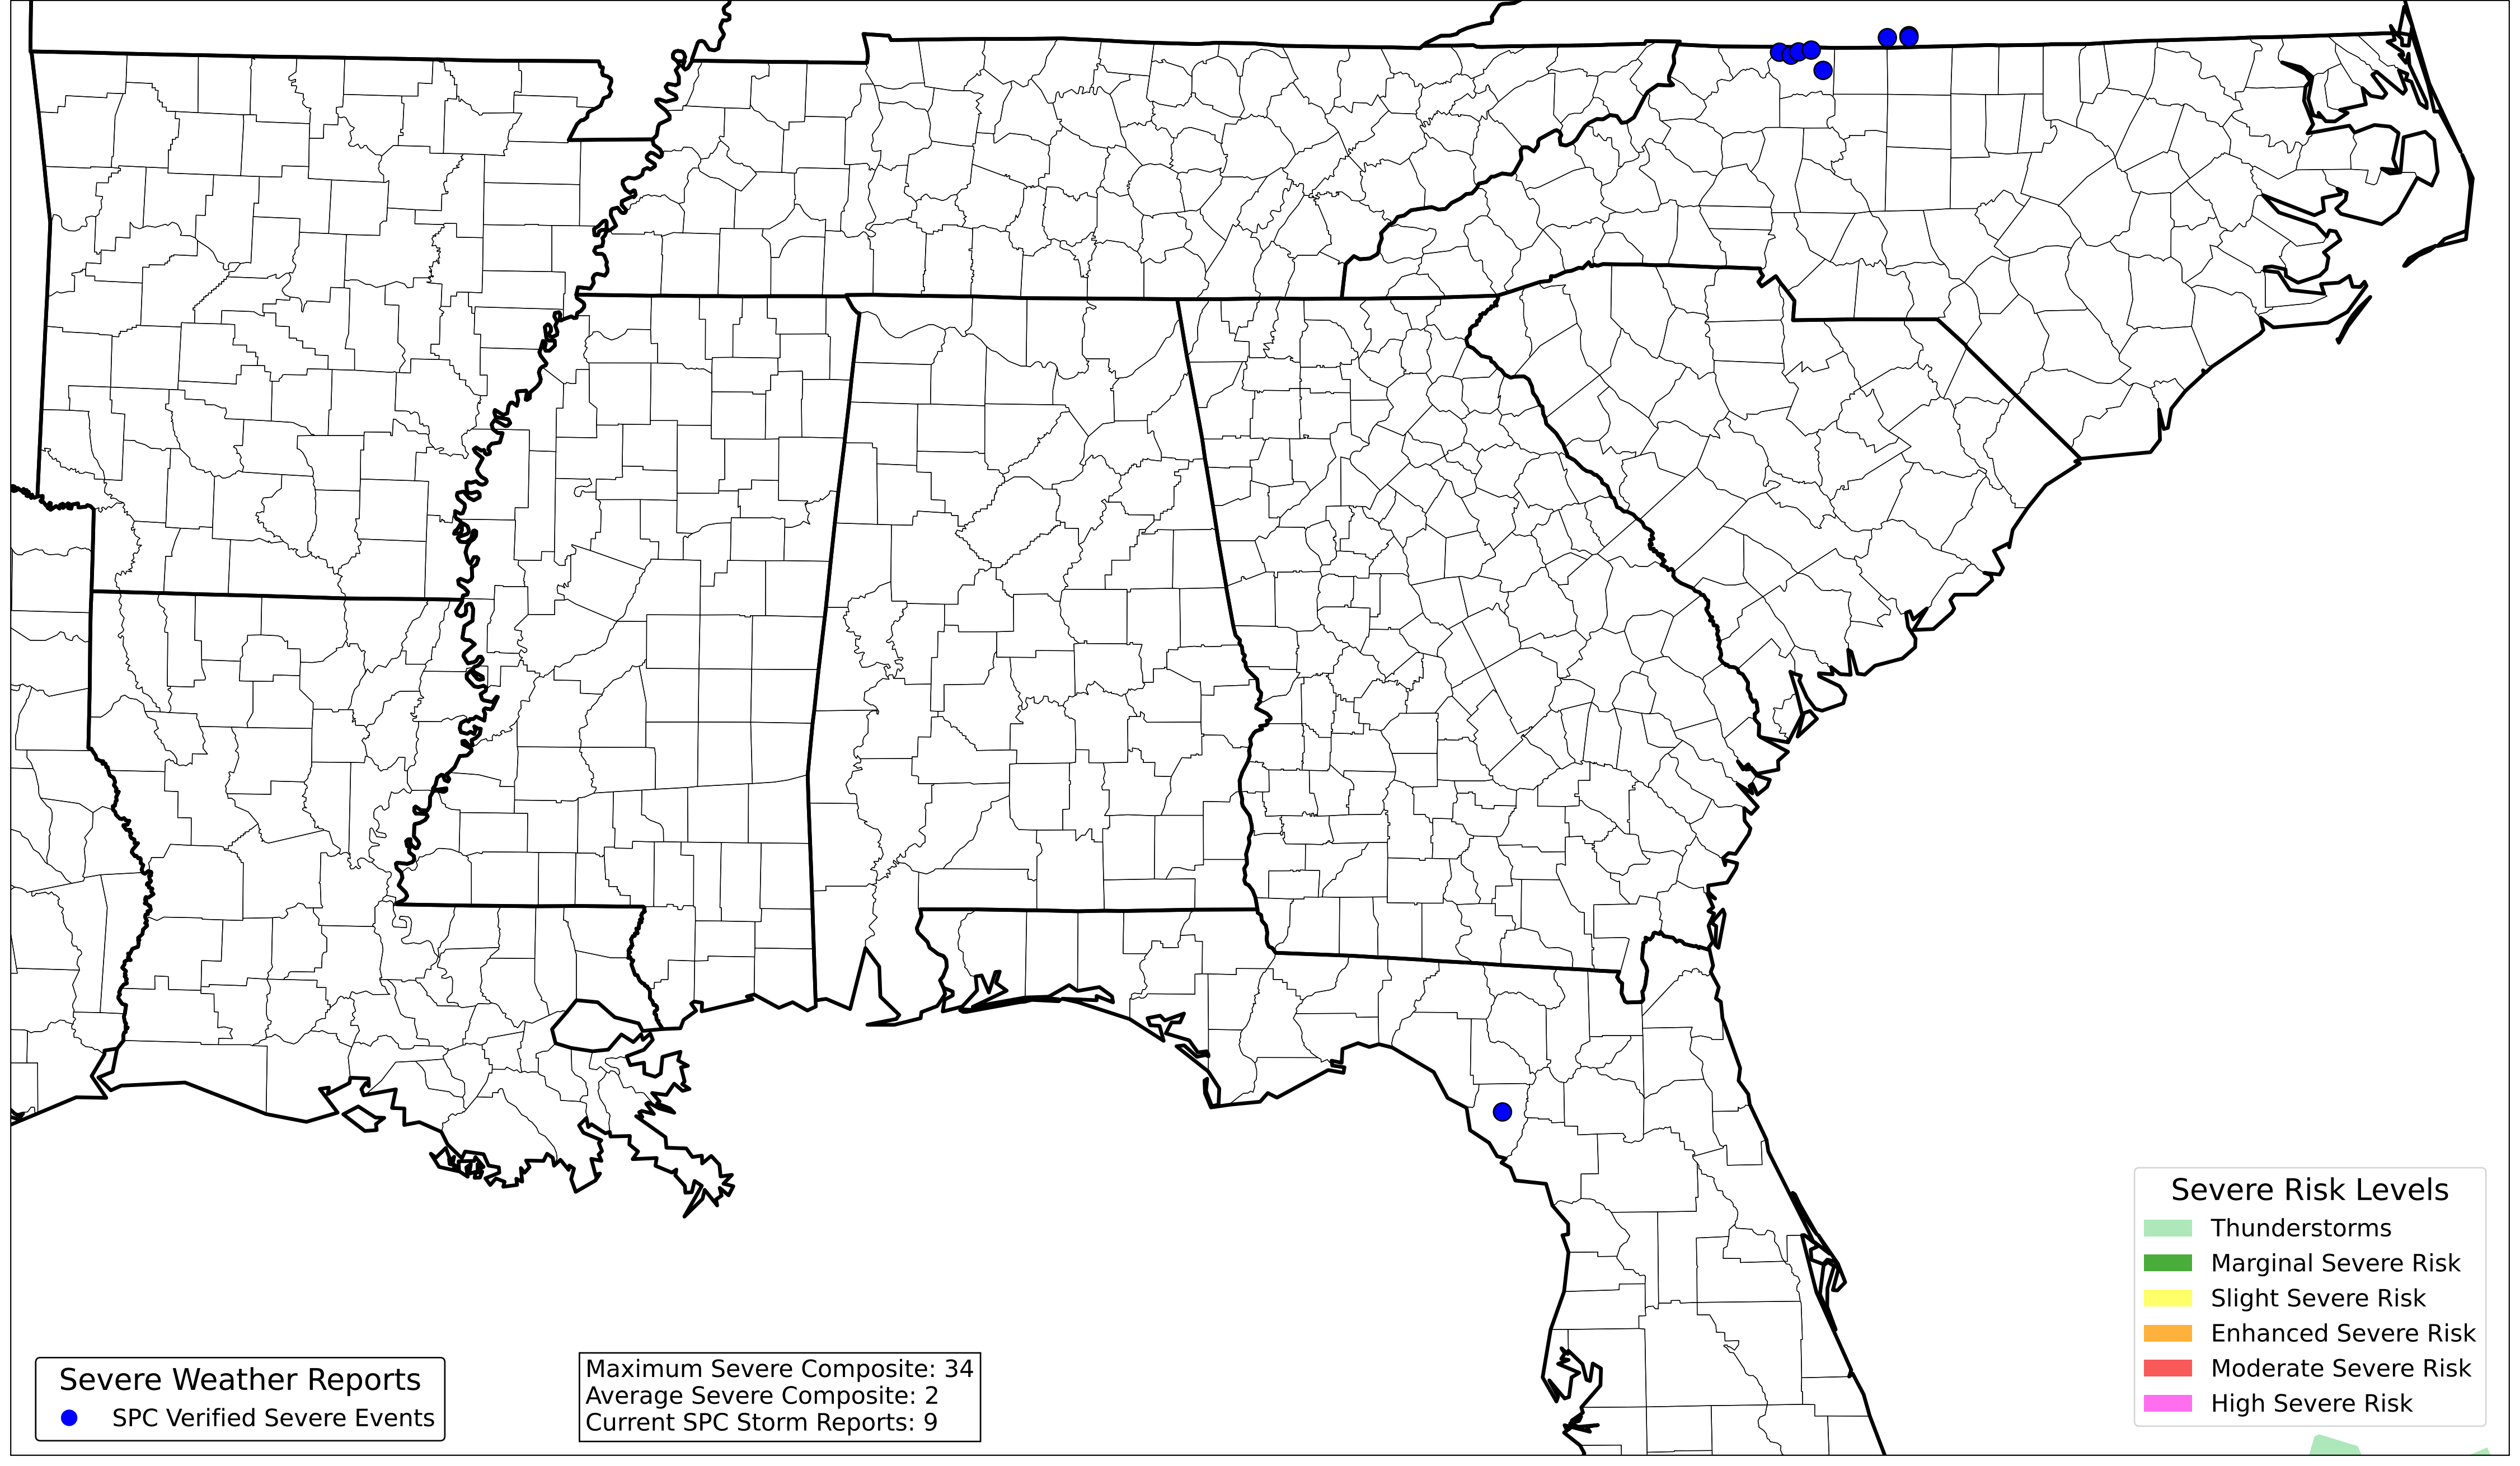 Severe Weather Reports
SPC Verified Severe Events
Maximum Severe Composite: 34
Average Severe Composite: 2
Current SPC Storm Reports: 9
Severe Risk Levels
Thunderstorms
Marginal Severe Risk
Slight Severe Risk
Enhanced Severe Risk
Moderate Severe Risk
High Severe Risk